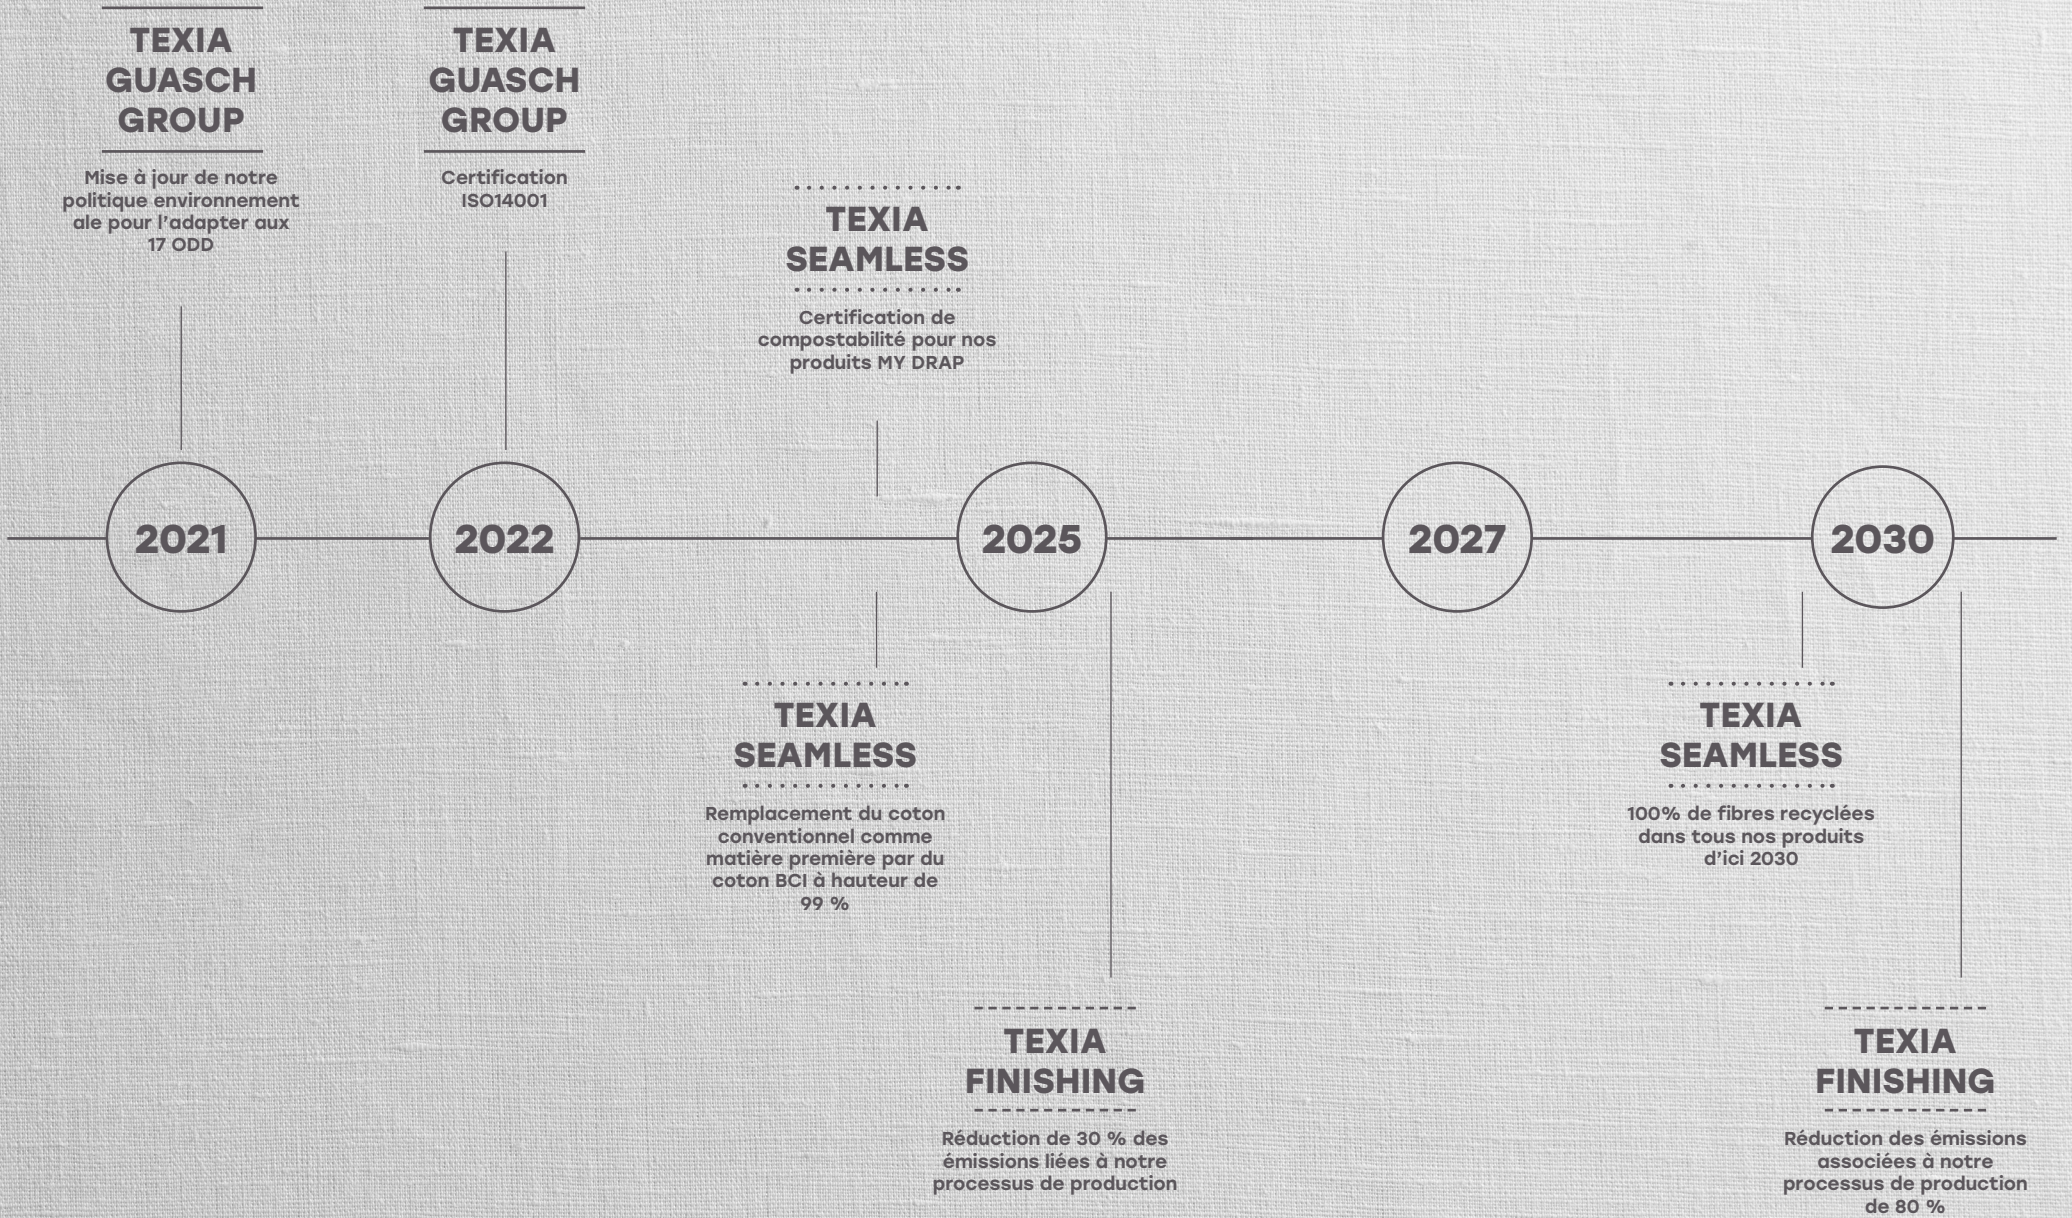 TEXIA
GUASCH
GROUP
Mise à jour de notre
politique environnement
ale pour l’adapter aux
17 ODD
TEXIA
GUASCH
GROUP
Certification
ISO14001
TEXIA
SEAMLESS
Certification de
compostabilité pour nos
produits MY DRAP
2021
2022
2025
2027
2030
TEXIA
SEAMLESS
Remplacement du coton
conventionnel comme
matière première par du
coton BCI à hauteur de
99 %
TEXIA
SEAMLESS
100% de fibres recyclées
dans tous nos produits
d’ici 2030
TEXIA
FINISHING
Réduction de 30 % des
émissions liées à notre
processus de production
TEXIA
FINISHING
Réduction des émissions
associées à notre
processus de production
de 80 %